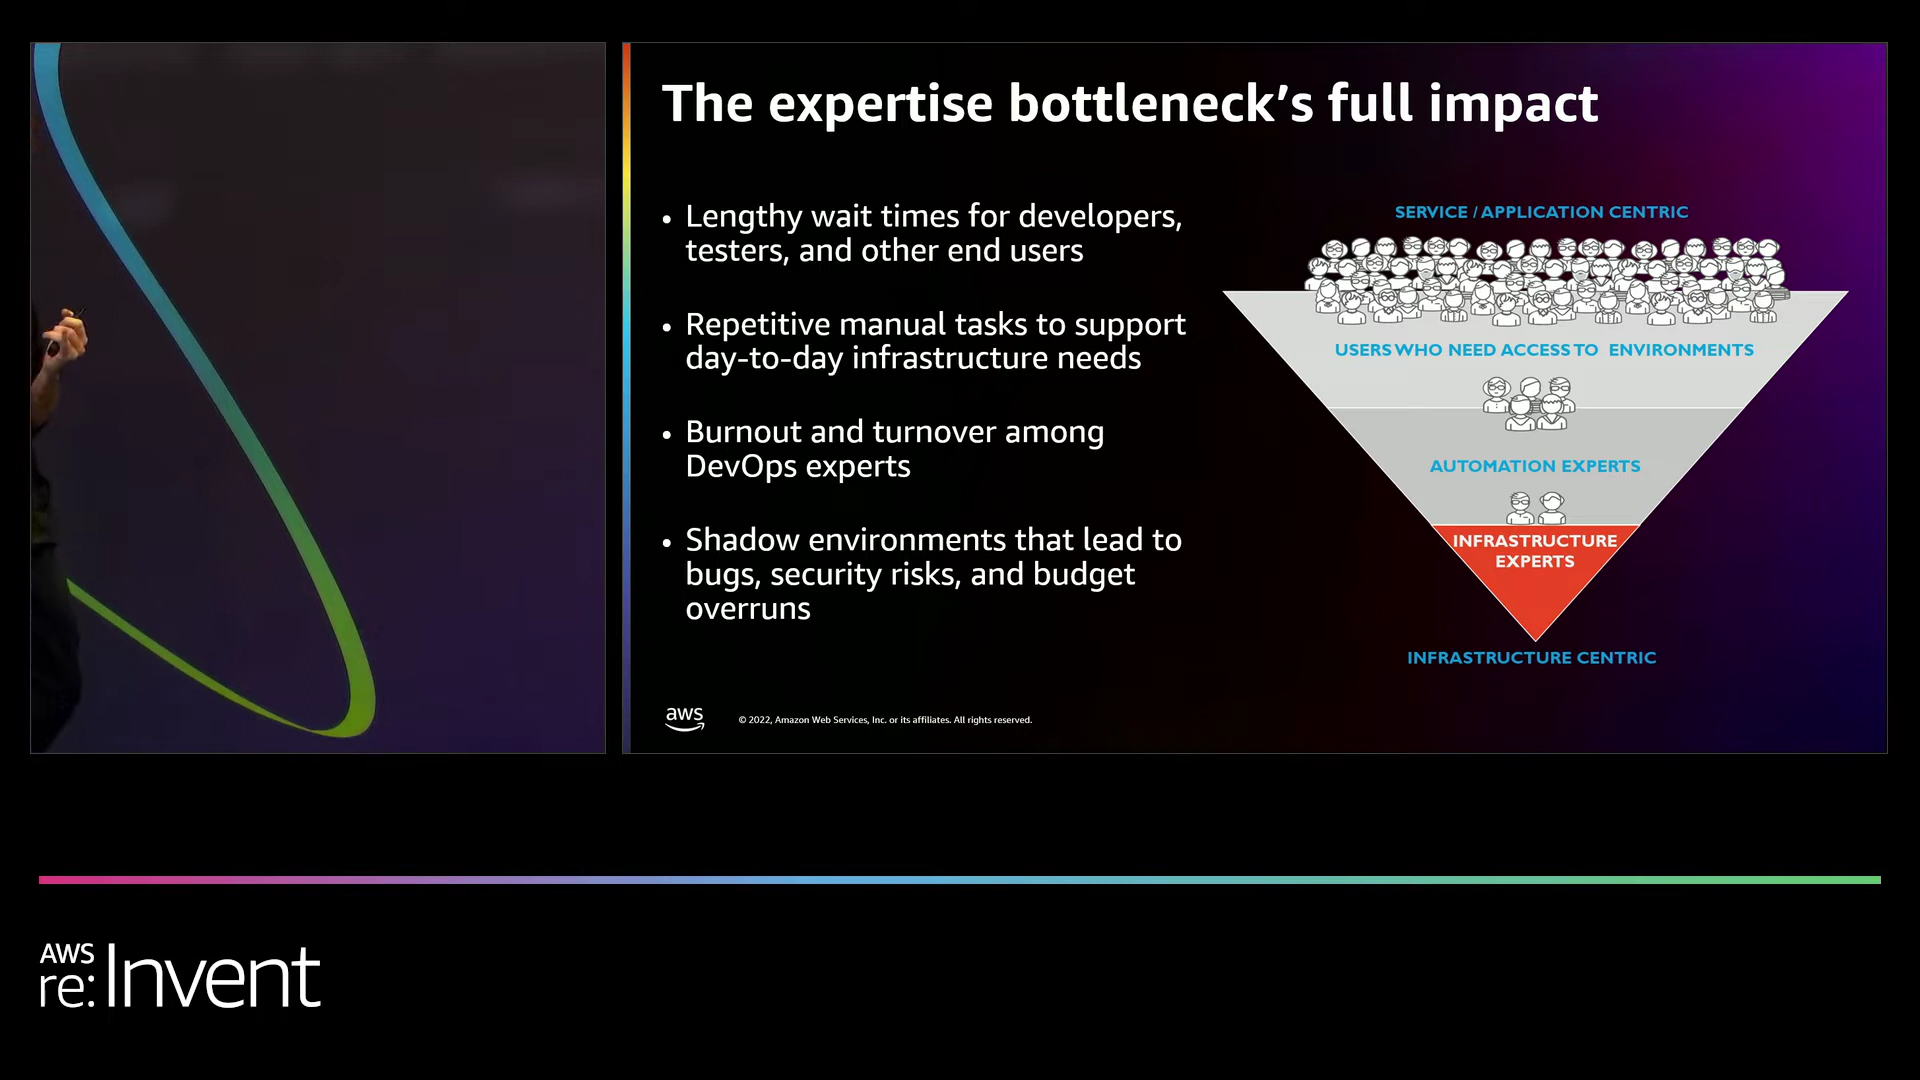 The expertise bottleneck’s full impact
• Lengthy wait times for developers,
testers, and other end users
• Repetitive manual tasks to support
day-to-day infrastructure needs
• Burnout and turnover among
DevOps experts
• Shadow environments that lead to
bugs, security risks, and budget
overruns
SERVICE / APPLICATION CENTRIC
USERS WHO NEED ACCESS TO ENVIRONMENTS
AUTOMATION EXPERTS
INFRASTRUCTURE
EXPERTS
INFRASTRUCTURE CENTRIC
aws
© 2022, Amazon Web Services, Inc. or its affiliates. All rights reserved.
AWS
re:Invent